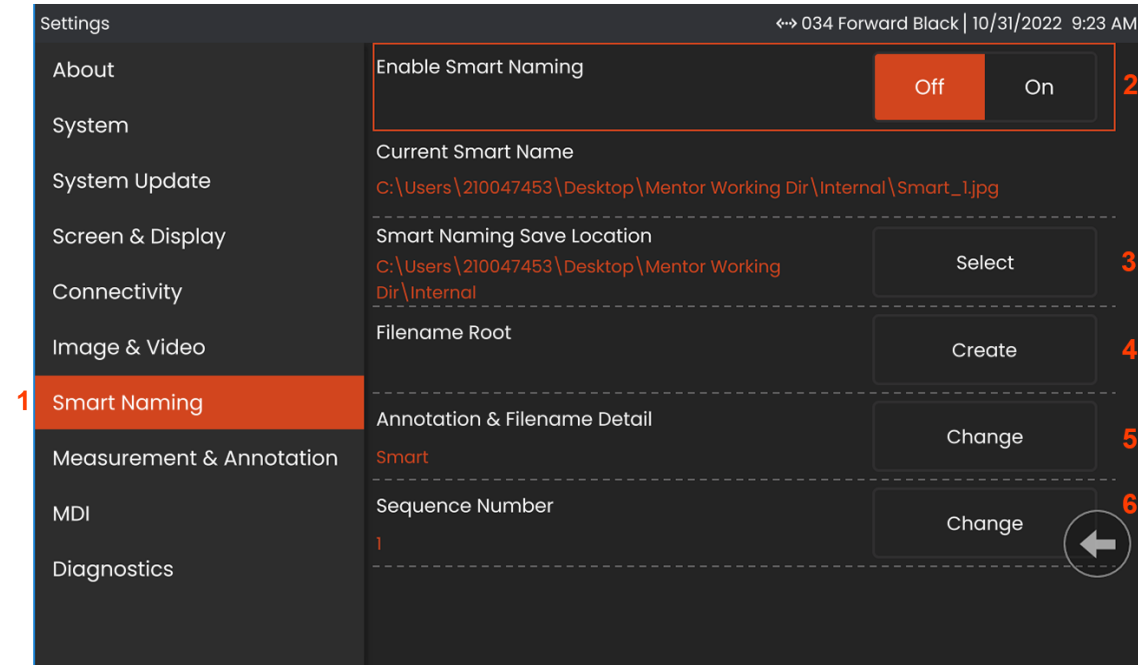 Settings
034 Forward Black | 10/31/2022 9:23 AM
About
System
System Update
Screen & Display
Connectivity
Image & Video
1
Smart Naming
Measurement & Annotation
MDI
Diagnostics
Enable Smart Naming
Off
On
2
Current Smart Name
C:\Users\210047453\Desktop\Mentor Working Dir\Internal\Smart_1.jpg
Smart Naming Save Location
C:\Users\210047453\Desktop\Mentor Working
Dir\Internal
Select
3
Filename Root
Create
4
Annotation & Filename Detail
Smart
Change
5
Sequence Number
1
Change
6